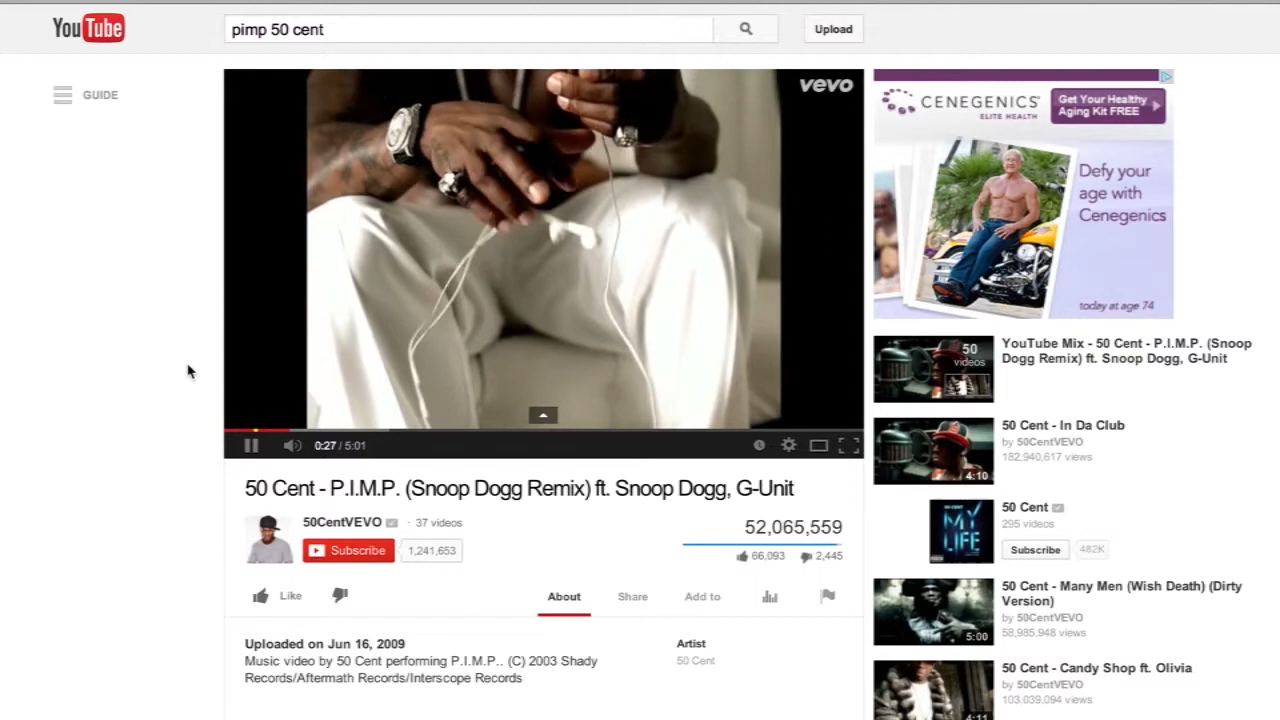 YouTube
pimp 50 cent
Upload
GUIDE
vevo
0:27 / 5:01
50 Cent - P.I.M.P. (Snoop Dogg Remix) ft. Snoop Dogg, G-Unit
50CentVEVO · 37 videos
Subscribe 1,241,653
52,065,559
66,093 2,445
Like
About Share Add to
Uploaded on Jun 16, 2009
Music video by 50 Cent performing P.I.M.P.. (C) 2003 Shady
Records/Aftermath Records/Interscope Records
Artist
50 Cent
CENEGENICS
ELITE HEALTH
Get Your Healthy
Aging Kit FREE
Defy your
age with
Cenegenics
today at age 74
50
videos
YouTube Mix - 50 Cent - P.I.M.P. (Snoop
Dogg Remix) ft. Snoop Dogg, G-Unit
50 Cent - In Da Club
by 50CentVEVO
182,940,617 views
4:10
MY
LIFE
50 Cent
295 videos
Subscribe 482K
50 Cent - Many Men (Wish Death) (Dirty
Version)
by 50CentVEVO
58,985,948 views
5:00
50 Cent - Candy Shop ft. Olivia
by 50CentVEVO
103,039,094 views
4:11